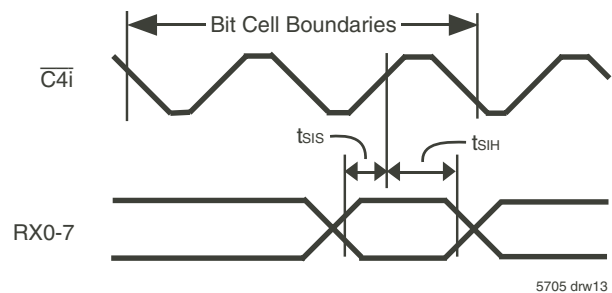 Bit Cell Boundaries
C4i
tSIS
tSIH
RX0-7
5705 drw13